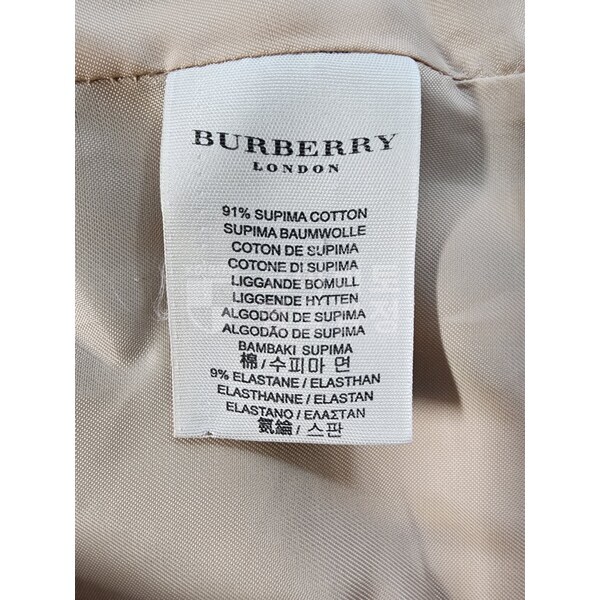 BURBERRY
LONDON
91% SUPIMA COTTON
SUPIMA BAUMWOLLE
COTON DE SUPIMA
COTONE DI SUPIMA
LIGGANDE BOMULL
LIGGENDE HYTTEN
ALGODÓN DE SUPIMA
ALGODÃO DE SUPIMA
BAMBAKI SUPIMA
棉/수피마 면
9% ELASTANE/ELASTHAN
ELASTHANNE/ELASTAN
ELASTANO/ΕΛΑΣΤΑΝ
氨綸/스판